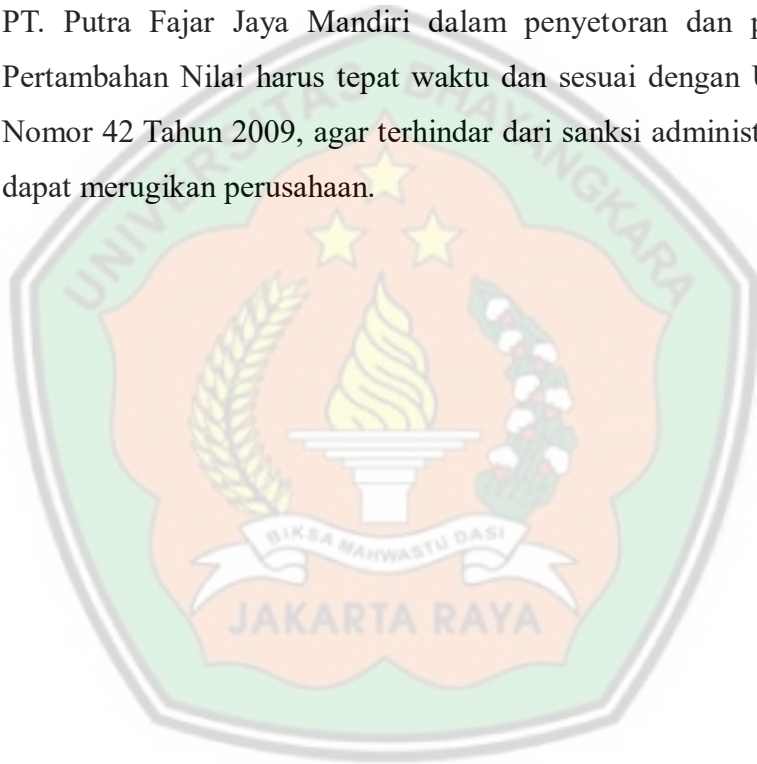 PT. Putra Fajar Jaya Mandiri dalam penyetoran dan
Pertambahan Nilai harus tepat waktu dan sesuai dengan
Nomor 42 Tahun 2009, agar terhindar dari sanksi
dapat merugikan perusahaan.
UNIVERSITAS BHAYANGKARA
BIKSA MAHWASTU DASI
JAKARTA RAYA